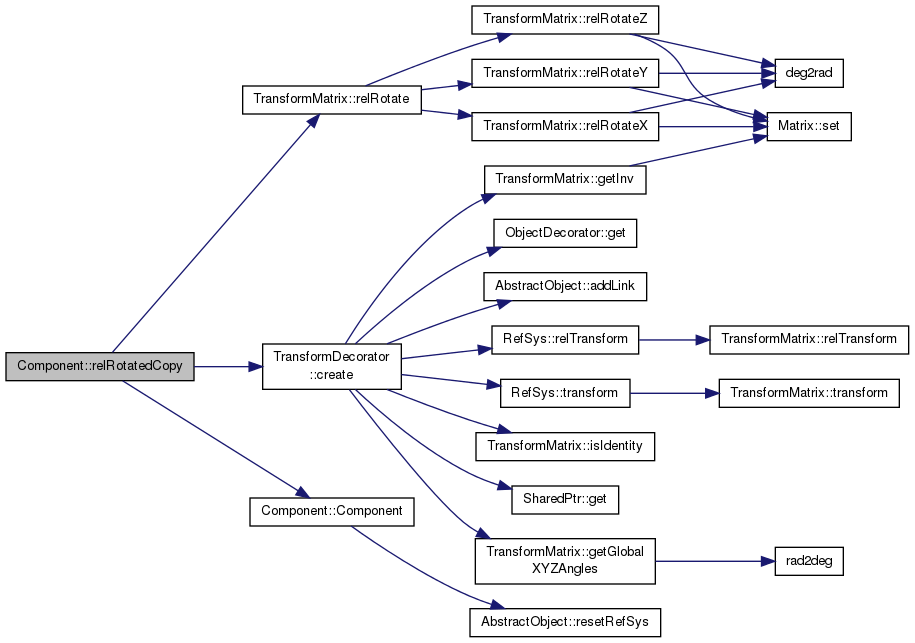 TransformMatrix::relRotateZ
TransformMatrix::relRotateY
deg2rad
TransformMatrix::relRotate
TransformMatrix::relRotateX
Matrix::set
TransformMatrix::getInv
ObjectDecorator::get
AbstractObject::addLink
RefSys::relTransform
TransformMatrix::relTransform
Component::relRotatedCopy
TransformDecorator
::create
RefSys::transform
TransformMatrix::transform
TransformMatrix::isIdentity
SharedPtr::get
Component::Component
TransformMatrix::getGlobal
XYZAngles
rad2deg
AbstractObject::resetRefSys